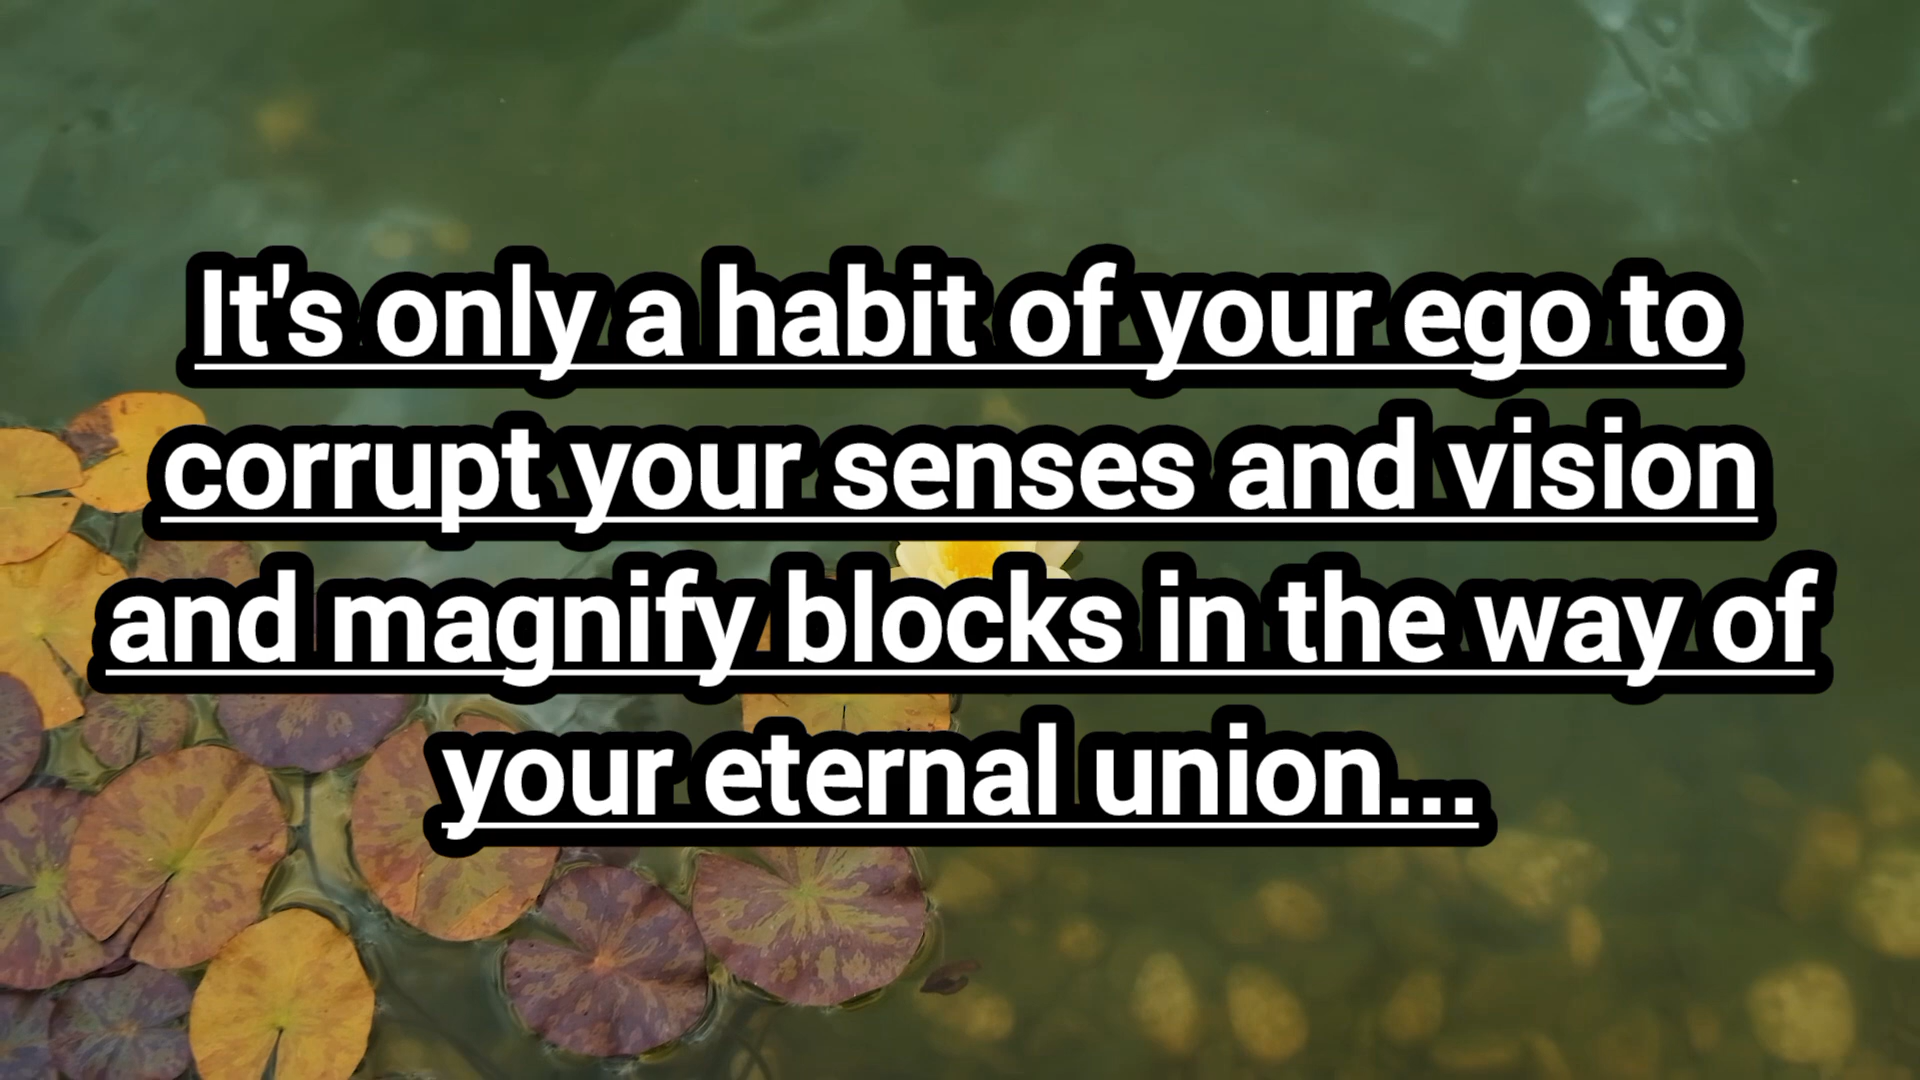 It's only a habit of your ego to
corrupt your senses and vision
and magnify blocks in the way of
your eternal union...